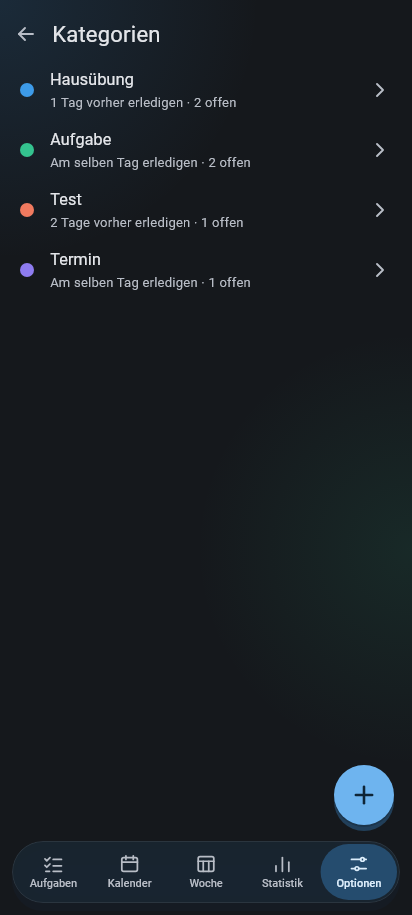 Kategorien
Hausübung
1 Tag vorher erledigen · 2 offen
Aufgabe
Am selben Tag erledigen · 2 offen
Test
2 Tage vorher erledigen · 1 offen
Termin
Am selben Tag erledigen · 1 offen
Aufgaben
Kalender
Woche
Statistik
Optionen